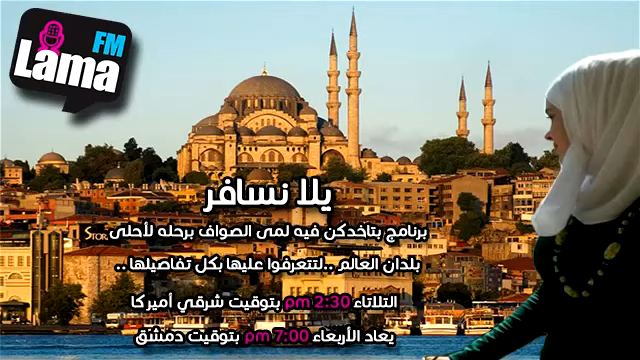 FM
Lama
يلا نسافر
برنامج بتاخدكن فيه لمى الصواف برحله لأحلى
بلدان العالم ..لتتعرفوا عليها بكل تفاصيلها ..
التلاتاء 2:30 pm بتوقيت شرقي أميركا
يعاد الأربعاء 7:00 pm بتوقيت دمشق